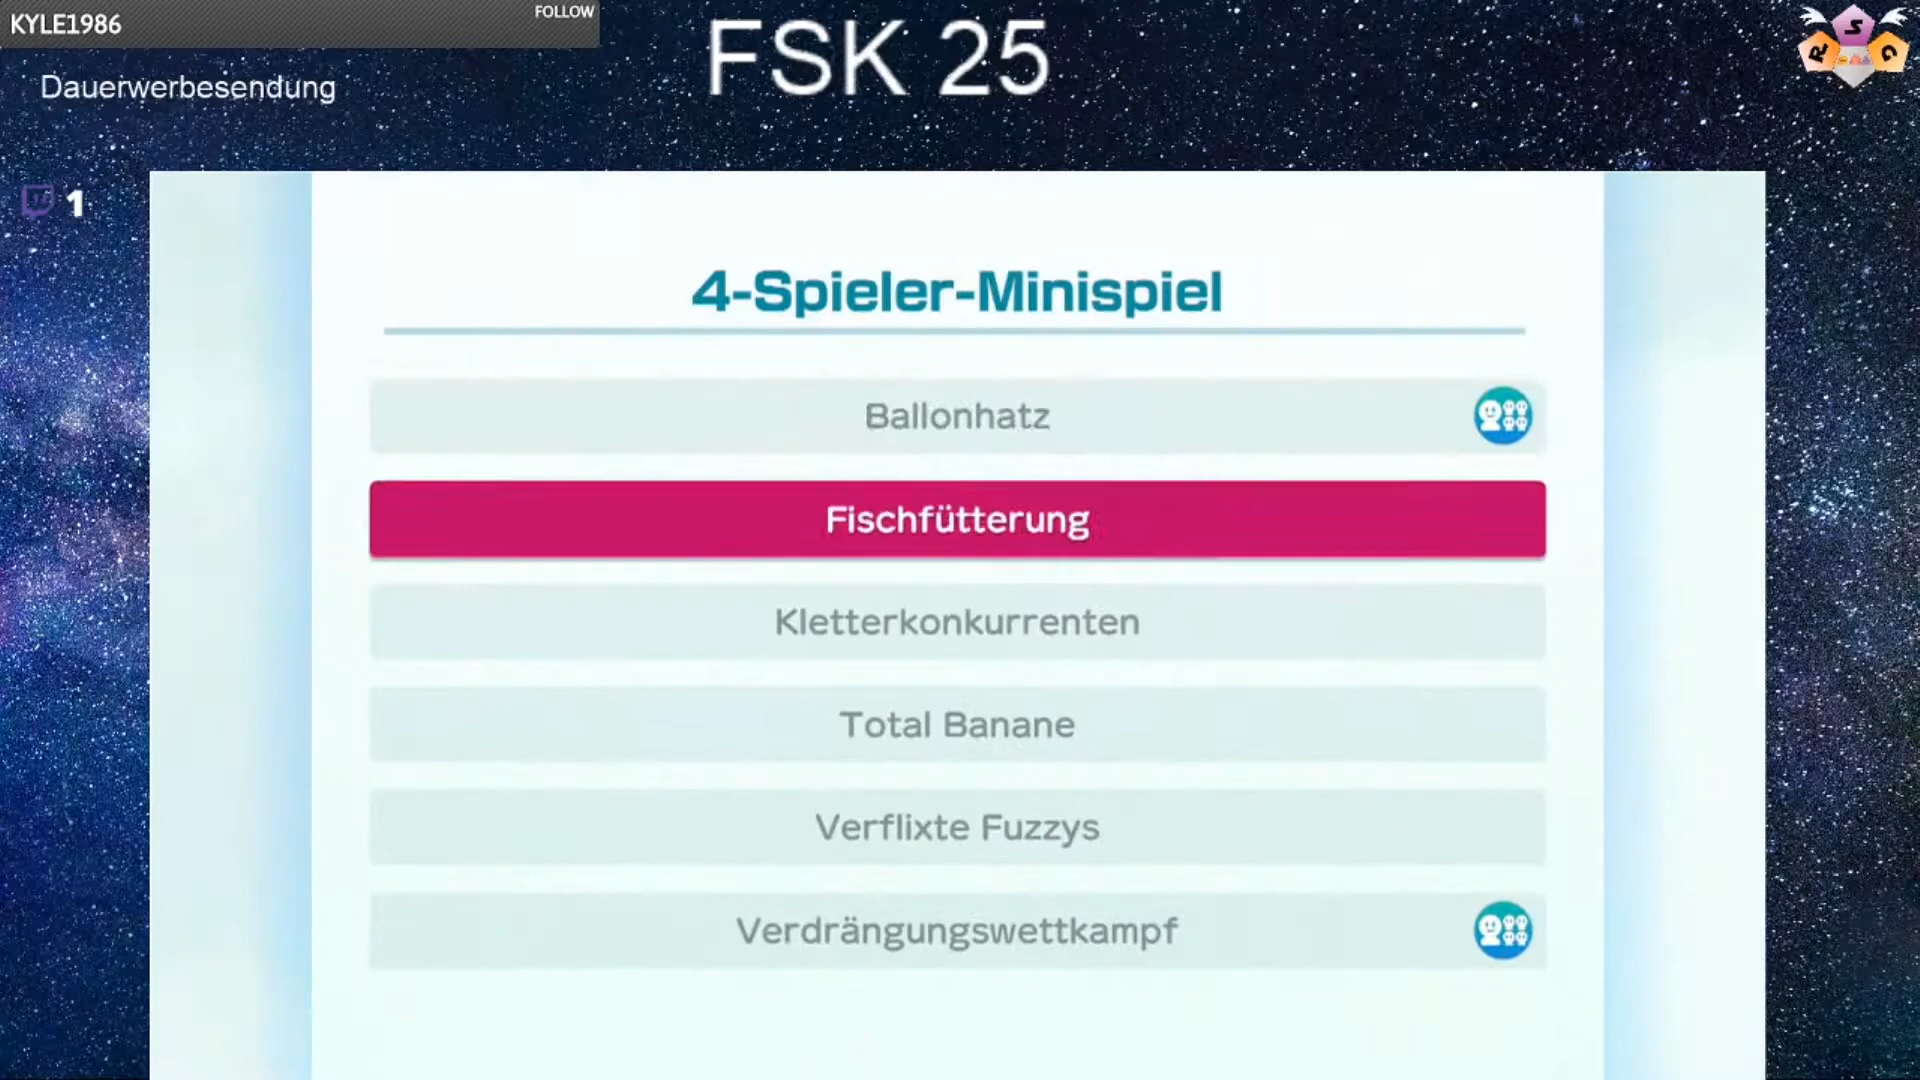 KYLE1986
FOLLOW
FSK 25
Dauerwerbesendung
R S G
1
4-Spieler-Minispiel
Ballonhatz
Fischfütterung
Kletterkonkurrenten
Total Banane
Verflixte Fuzzys
Verdrängungswettkampf